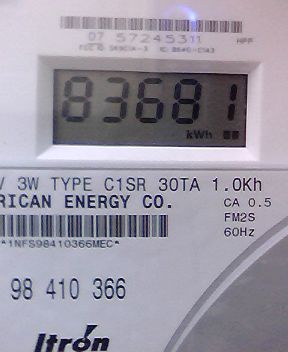 07 57245311
83681
kWh
V 3W TYPE C1SR 30TA 1.0Kh
RICAN ENERGY CO.
CA 0.5
FM2S
60Hz
*1NFS98410366MEC*
98 410 366
Itron